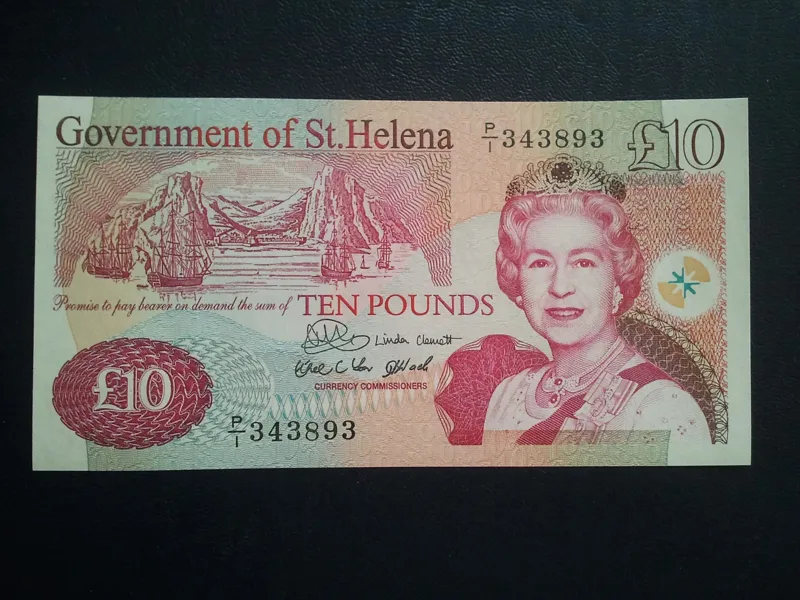 Government of St.Helena
P/1 343893
£10
Promise to pay bearer on demand the sum of TEN POUNDS
Linda Clemett
CURRENCY COMMISSIONERS
£10
P/1 343893